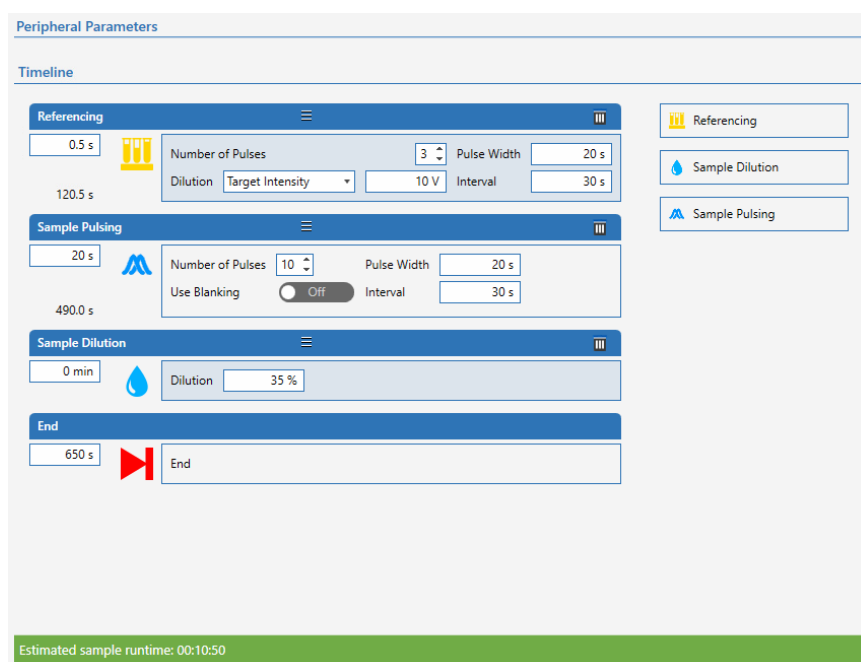 Peripheral Parameters
Timeline
Referencing
0.5 s
Number of Pulses 3 Pulse Width 20 s
Dilution Target Intensity 10 V Interval 30 s
120.5 s
Sample Pulsing
20 s
Number of Pulses 10 Pulse Width 20 s
Use Blanking Off Interval 30 s
490.0 s
Sample Dilution
0 min
Dilution 35 %
End
650 s
End
Referencing
Sample Dilution
Sample Pulsing
Estimated sample runtime: 00:10:50